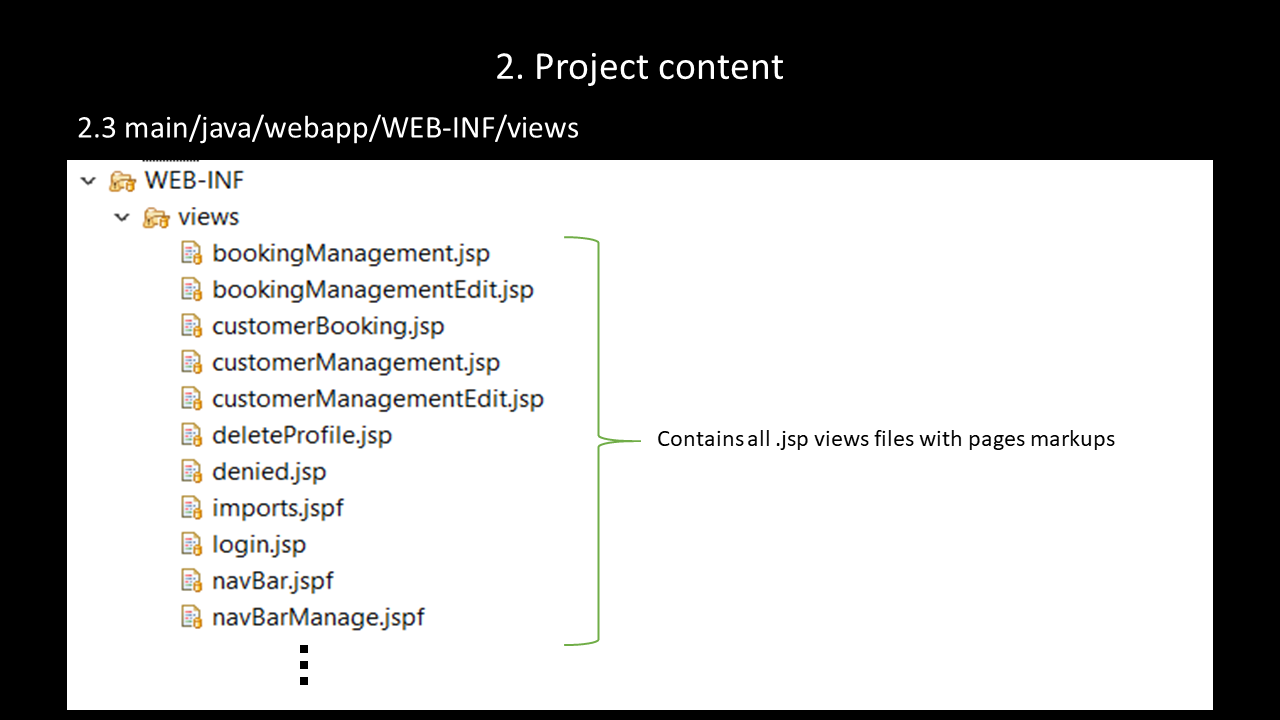 2. Project content
2.3 main/java/webapp/WEB-INF/views
WEB-INF
views
bookingManagement.jsp
bookingManagementEdit.jsp
customerBooking.jsp
customerManagement.jsp
customerManagementEdit.jsp
deleteProfile.jsp
denied.jsp
imports.jspf
login.jsp
navBar.jspf
navBarManage.jspf
Contains all .jsp views files with pages markups